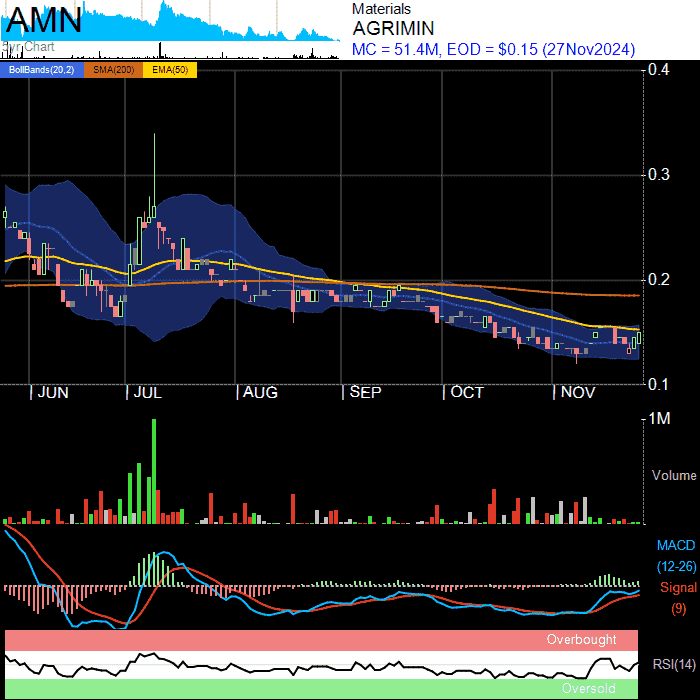 AMN
5yr Chart
Materials
AGRIMIN
MC = 51.4M, EOD = $0.15 (27Nov2024)
BollBands(20,2) SMA(200) EMA(50)
0.4
0.3
0.2
0.1
JUN JUL AUG SEP OCT NOV
1M
Volume
MACD
(12-26)
Signal
(9)
Overbought
RSI(14)
Oversold